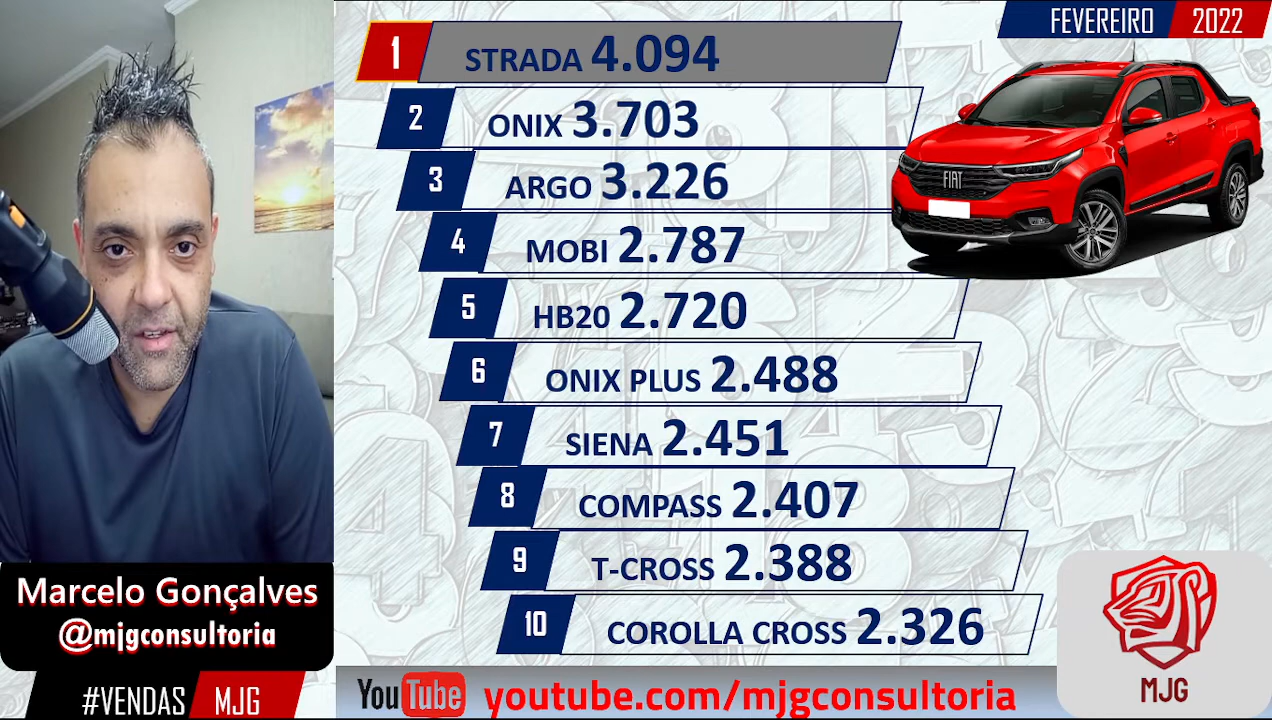 FEVEREIRO 2022
1 STRADA 4.094
2 ONIX 3.703
3 ARGO 3.226
4 MOBI 2.787
5 HB20 2.720
6 ONIX PLUS 2.488
7 SIENA 2.451
8 COMPASS 2.407
9 T-CROSS 2.388
10 COROLLA CROSS 2.326
FIAT
Marcelo Gonçalves
@mjgconsultoria
#VENDAS MJG
YouTube youtube.com/mjgconsultoria
MJG